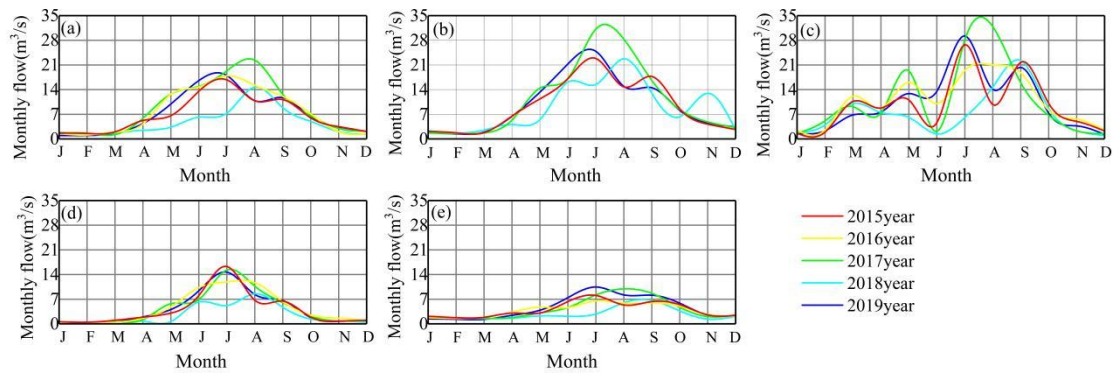 (a)
Monthly flow(m³/s)
35
28
21
14
7
0
J F M A M J J A S O N D
Month
(b)
Monthly flow(m³/s)
35
28
21
14
7
0
J F M A M J J A S O N D
Month
(c)
Monthly flow(m³/s)
35
28
21
14
7
0
J F M A M J J A S O N D
Month
(d)
Monthly flow(m³/s)
35
28
21
14
7
0
J F M A M J J A S O N D
Month
(e)
Monthly flow(m³/s)
35
28
21
14
7
0
J F M A M J J A S O N D
Month
2015year
2016year
2017year
2018year
2019year